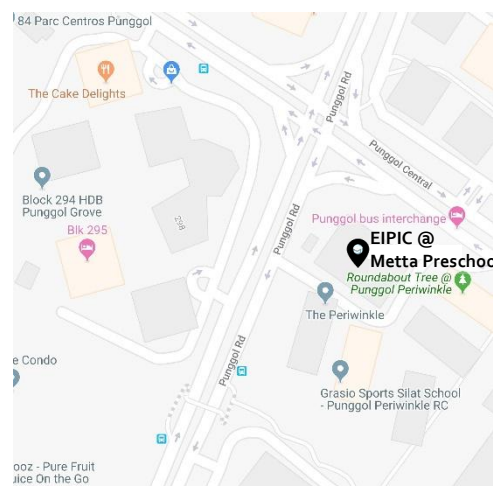 84 Parc Centros Punggol
The Cake Delights
Punggol Rd
Punggol Central
Block 294 HDB
Punggol Grove
Blk 295
298
Punggol Rd
Punggol bus interchange
EIPIC @
Metta Preschoo
Roundabout Tree @
Punggol Periwinkle
The Periwinkle
e Condo
Punggol Rd
Grasio Sports Silat School
- Punggol Periwinkle RC
ooz - Pure Fruit
uice On the Go